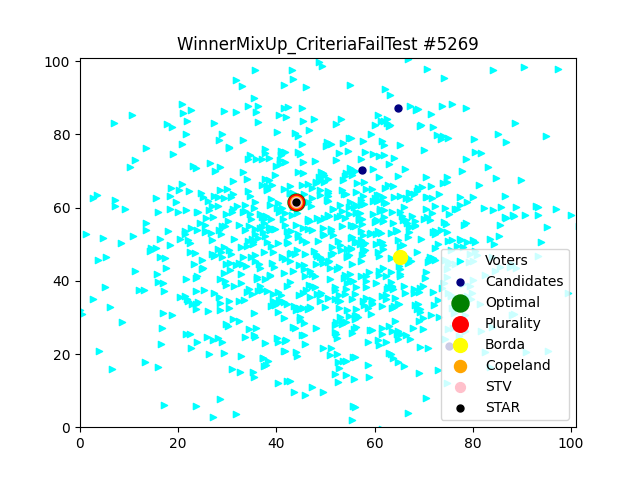 WinnerMixUp_CriteriaFailTest #5269
100
80
60
40
20
0
0 20 40 60 80 100
Voters
Candidates
Optimal
Plurality
Borda
Copeland
STV
STAR